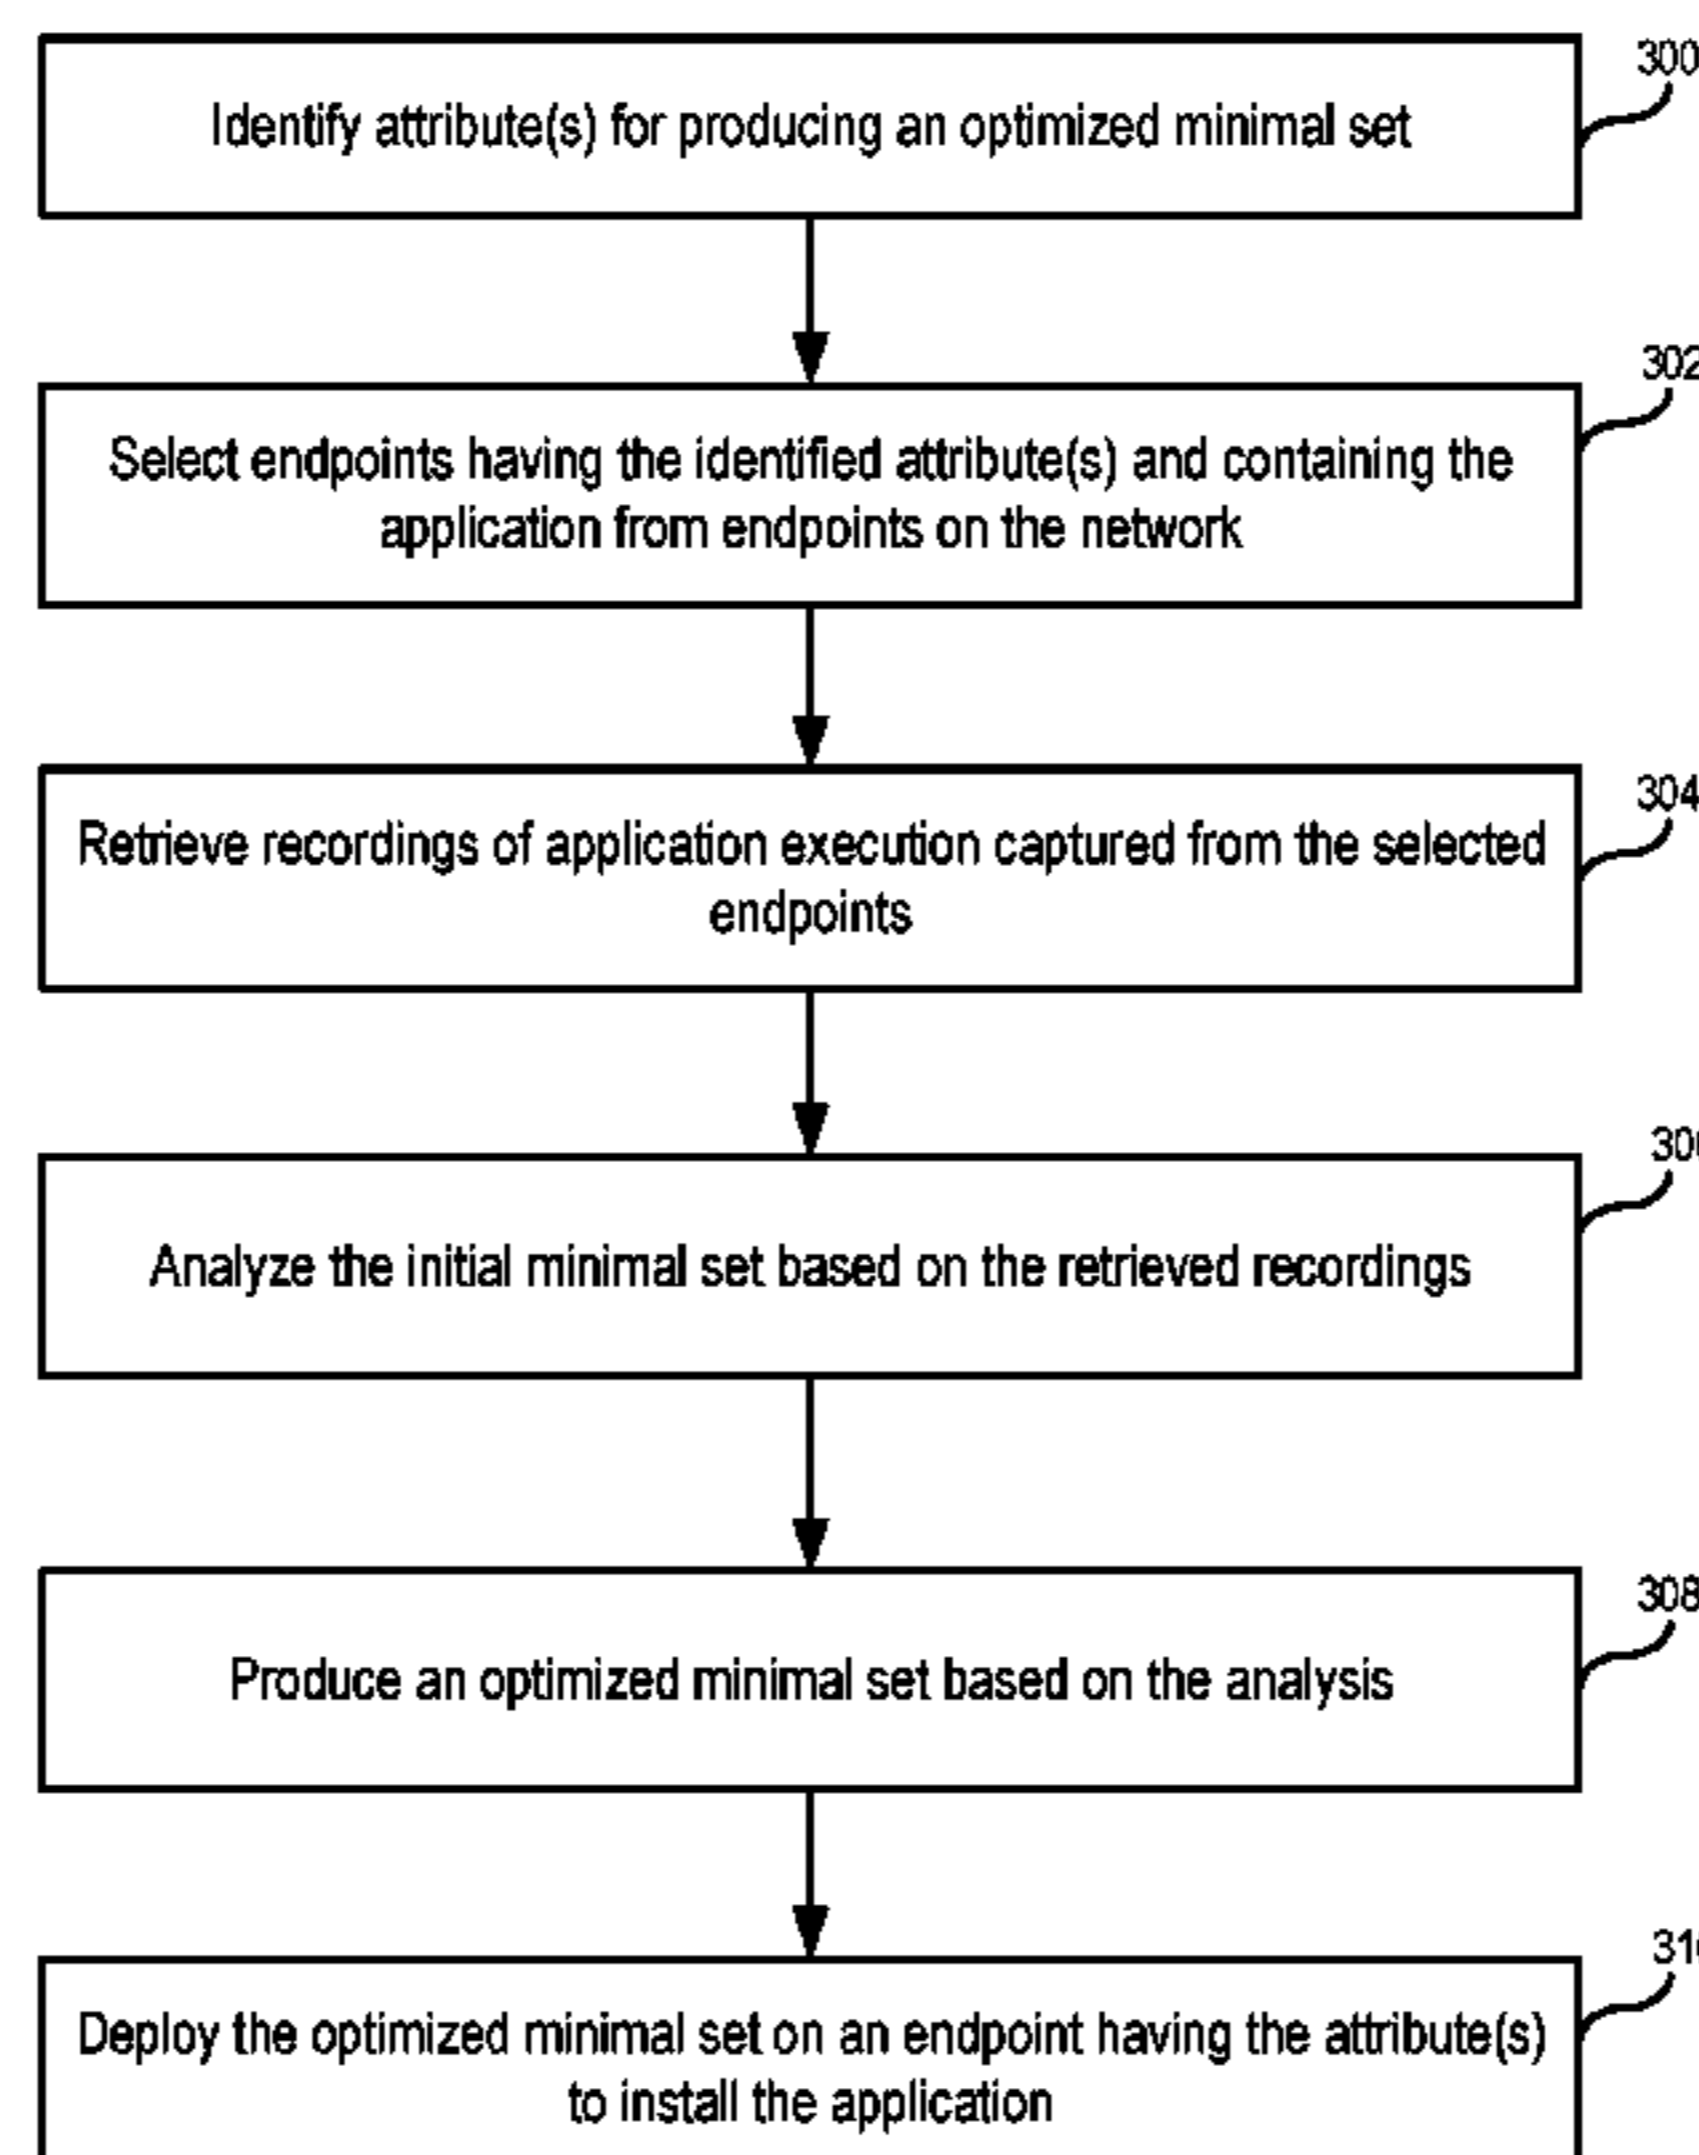 300
Identify attribute(s) for producing an optimized minimal set
302
Select endpoints having the identified attribute(s) and containing the
application from endpoints on the network
304
Retrieve recordings of application execution captured from the selected
endpoints
Analyze the initial minimal set based on the retrieved recordings
308
Produce an optimized minimal set based on the analysis
Deploy the optimized minimal set on an endpoint having the attribute(s)
to install the application